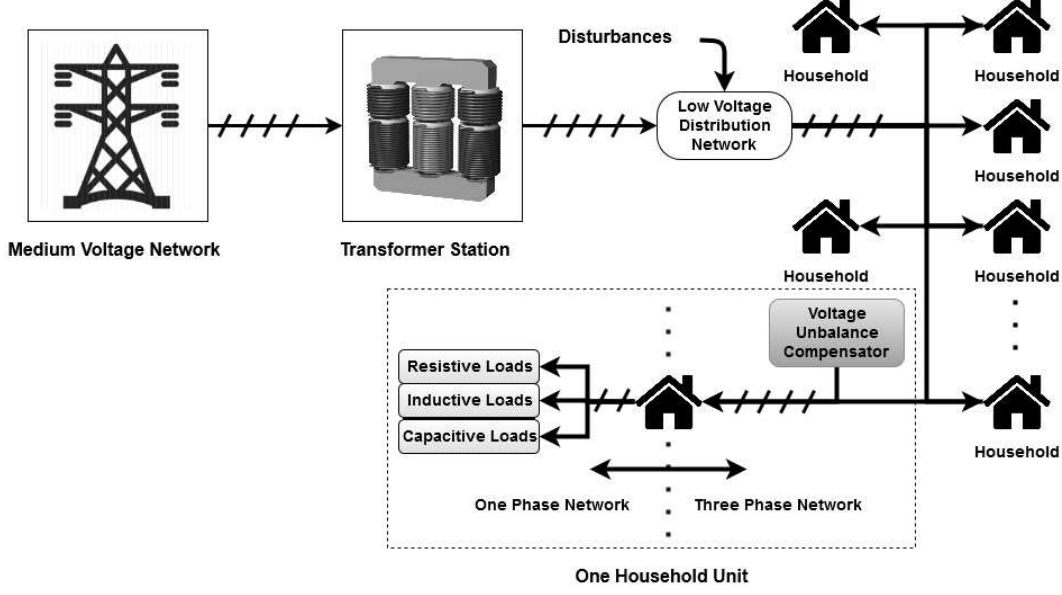 Disturbances
Low Voltage
Distribution
Network
Household
Household
Household
Medium Voltage Network
Transformer Station
Household
Household
Voltage
Unbalance
Compensator
Resistive Loads
Inductive Loads
Capacitive Loads
Household
One Phase Network
Three Phase Network
One Household Unit